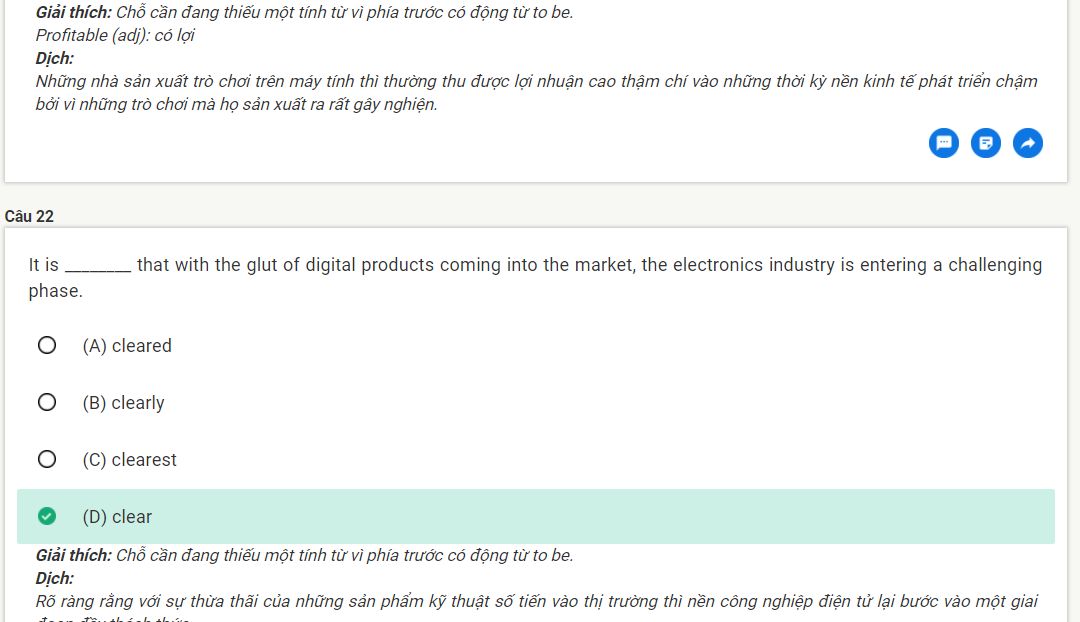 Giải thích: Chỗ cần đang thiếu một tính từ vì phía trước có động từ to be.
Profitable (adj): có lợi
Dịch:
Những nhà sản xuất trò chơi trên máy tính thì thường thu được lợi nhuận cao thậm chí vào những thời kỳ nền kinh tế phát triển chậm
bởi vì những trò chơi mà họ sản xuất ra rất gây nghiện.
Câu 22
It is ________ that with the glut of digital products coming into the market, the electronics industry is entering a challenging
phase.
(A) cleared
(B) clearly
(C) clearest
(D) clear
Giải thích: Chỗ cần đang thiếu một tính từ vì phía trước có động từ to be.
Dịch:
Rõ ràng rằng với sự thừa thãi của những sản phẩm kỹ thuật số tiến vào thị trường thì nền công nghiệp điện tử lại bước vào một giai